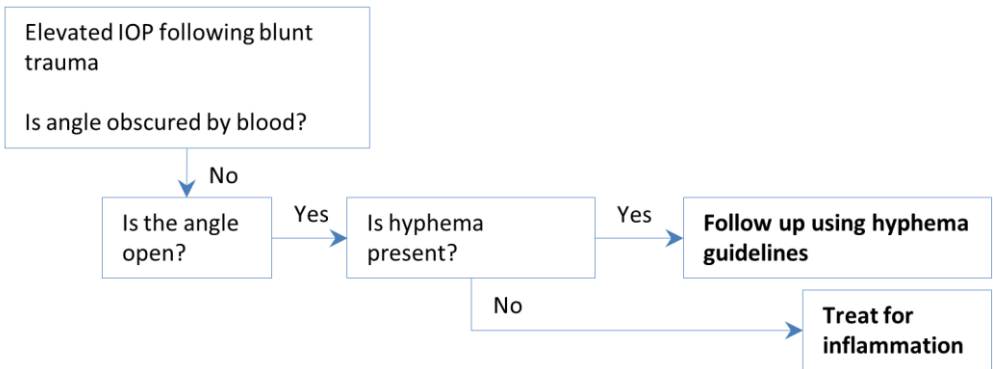 Elevated IOP following blunt
trauma
Is angle obscured by blood?
No
Is the angle
open?
Yes
Is hyphema
present?
Yes
Follow up using hyphema
guidelines
No
Treat for
inflammation